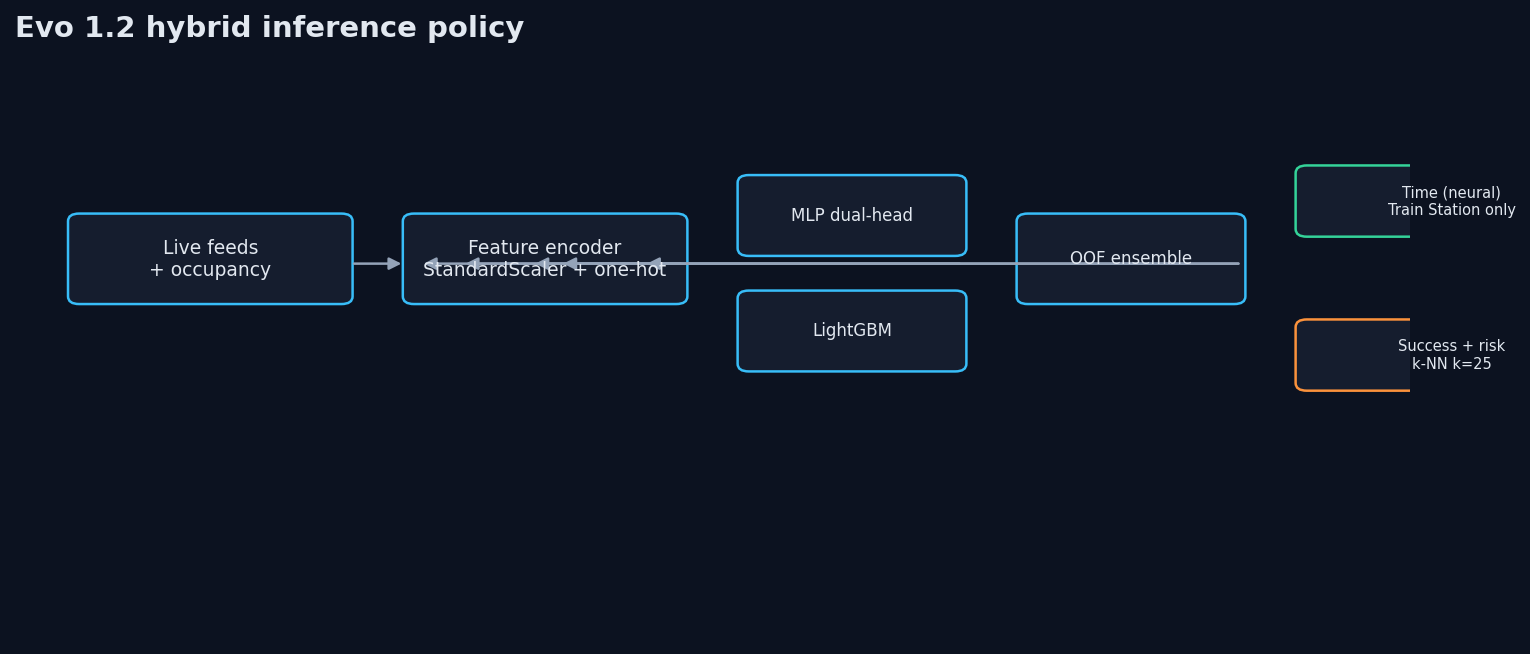 Evo 1.2 hybrid inference policy
Live feeds
+ occupancy
Feature encoder
StandardScaler + one-hot
MLP dual-head
LightGBM
OOF ensemble
Time (neural)
Train Station only
Success + risk
k-NN k=25